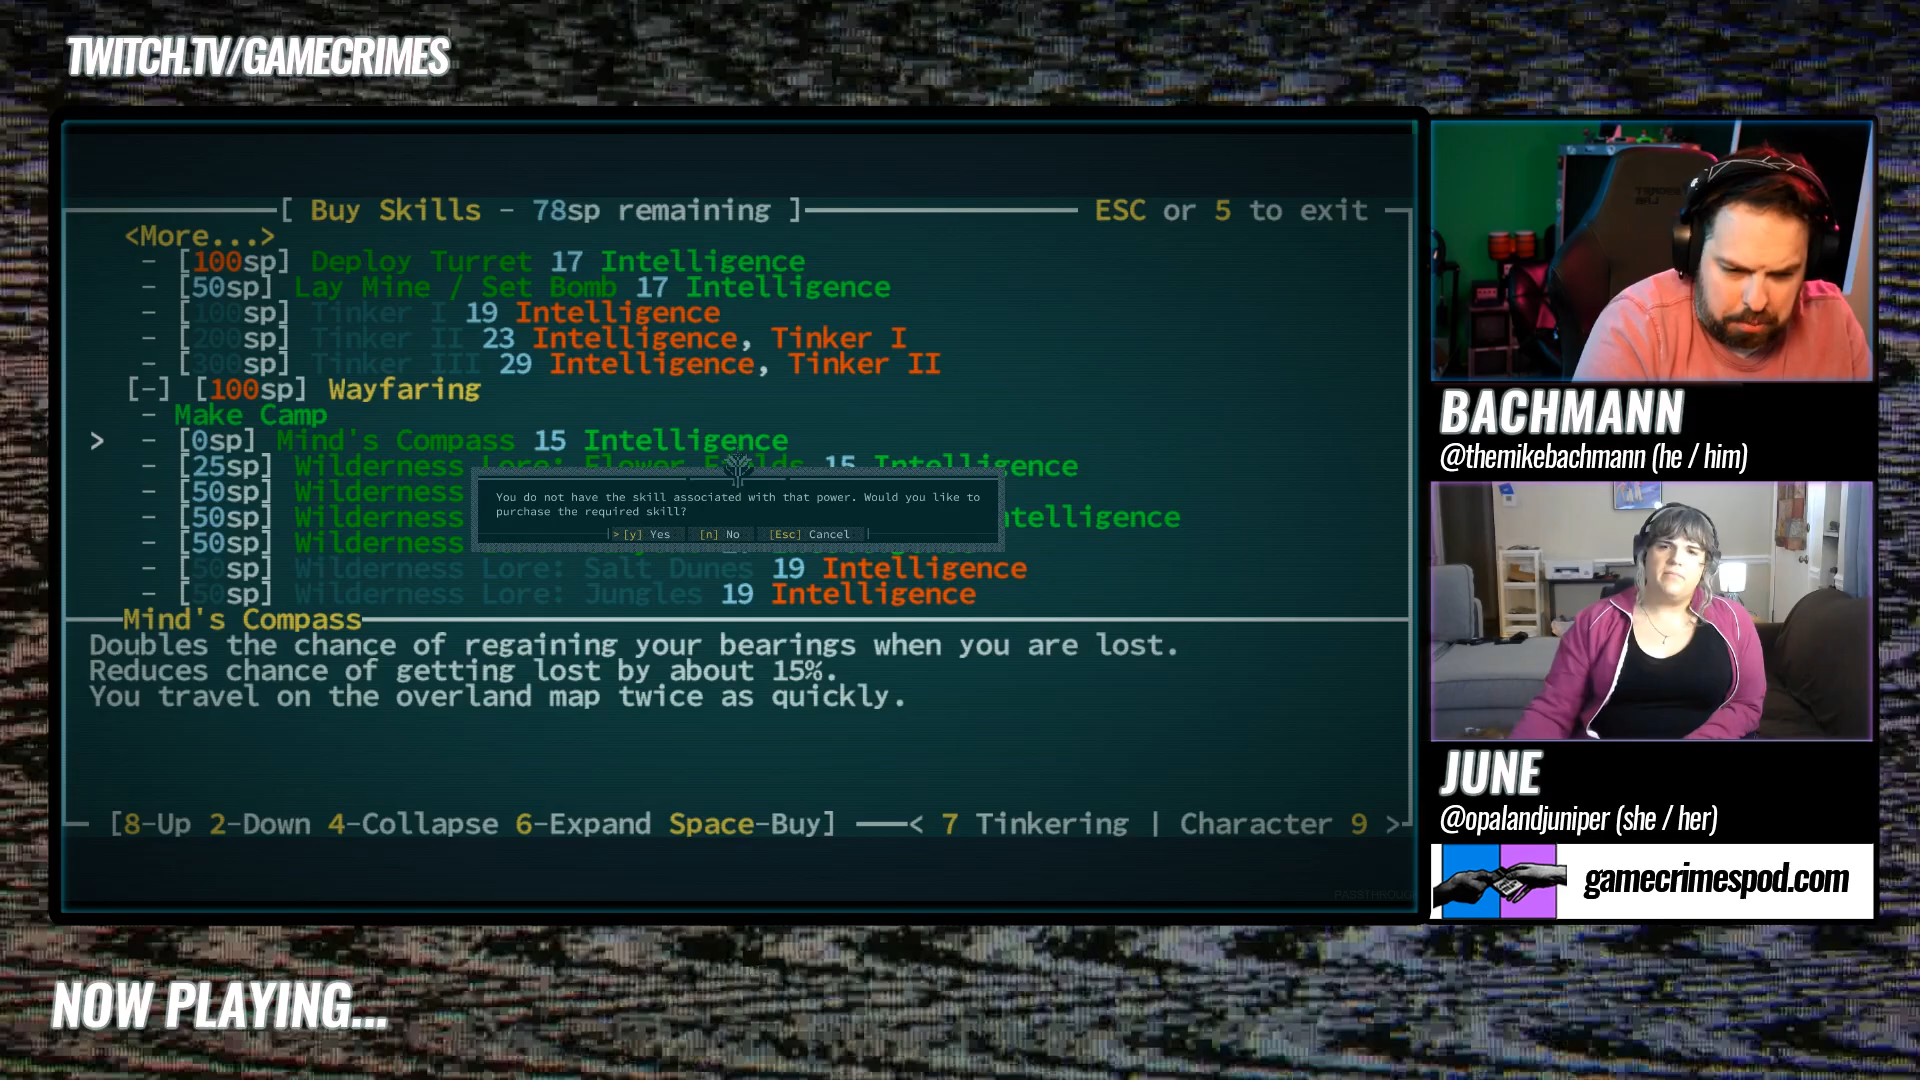 TWITCH.TV/GAMECRIMES
[ Buy Skills - 78sp remaining ] ESC or 5 to exit
<More...>
- [100sp] Deploy Turret 17 Intelligence
- [50sp] Lay Mine / Set Bomb 17 Intelligence
- [100sp] Tinker I 19 Intelligence
- [200sp] Tinker II 23 Intelligence, Tinker I
- [300sp] Tinker III 29 Intelligence, Tinker II
[-] [100sp] Wayfaring
- Make Camp
> - [0sp] Mind's Compass 15 Intelligence
- [25sp] Wilderness Lore: Flower Fields 15 Intelligence
- [50sp] Wilderness
- [50sp] Wilderness Intelligence
- [50sp] Wilderness
- [50sp] Wilderness Lore: Salt Dunes 19 Intelligence
- [50sp] Wilderness Lore: Jungles 19 Intelligence
You do not have the skill associated with that power. Would you like to
purchase the required skill?
> [y] Yes [n] No [Esc] Cancel
Mind's Compass
Doubles the chance of regaining your bearings when you are lost.
Reduces chance of getting lost by about 15%.
You travel on the overland map twice as quickly.
[8-Up 2-Down 4-Collapse 6-Expand Space-Buy] < 7 Tinkering | Character 9 >
BACHMANN
@themikebachmann (he / him)
JUNE
@opalandjuniper (she / her)
gamecrimespod.com
NOW PLAYING...